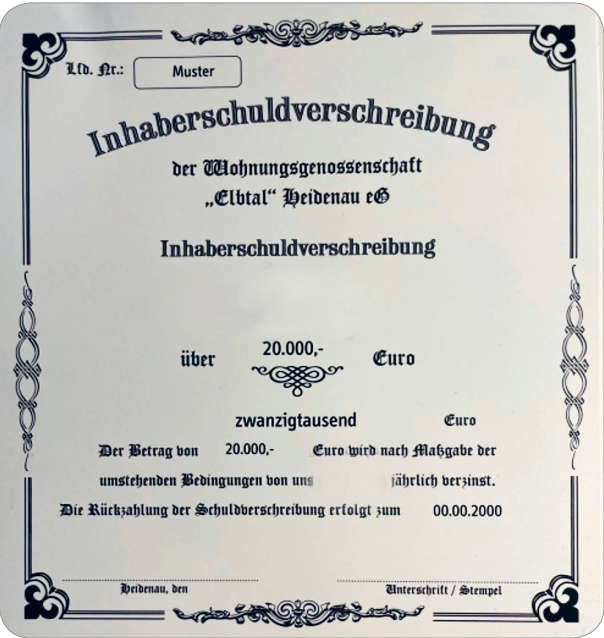 Lfd. Nr.: Muster
Inhaberschuldverschreibung
der Wohnungsgenossenschaft
„Elbtal“ Heidenau eG
Inhaberschuldverschreibung
über 20.000,- Euro
zwanzigtausend Euro
Der Betrag von 20.000,- Euro wird nach Maßgabe der
umstehenden Bedingungen von uns jährlich verzinst.
Die Rückzahlung der Schuldverschreibung erfolgt zum 00.00.2000
Heidenau, den Unterschrift / Stempel